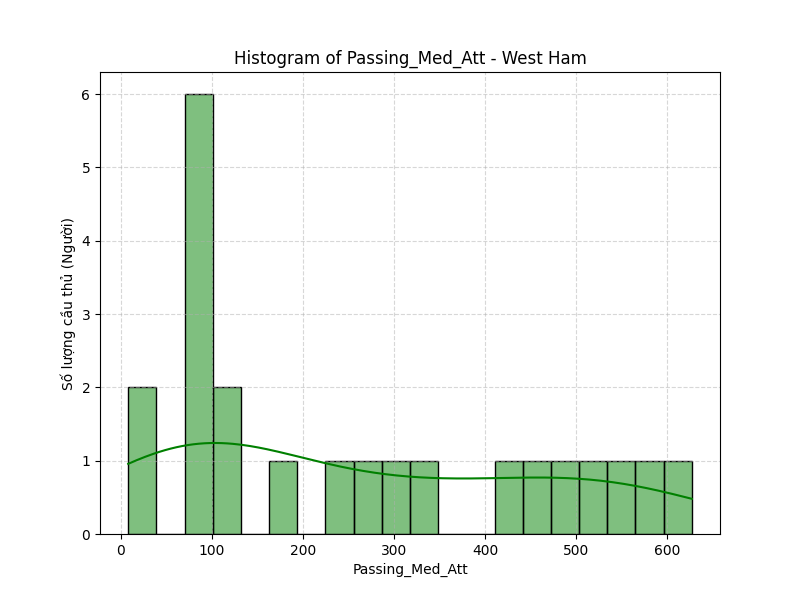 Histogram of Passing_Med_Att - West Ham
6
5
4
3
2
1
0
Số lượng cầu thủ (Người)
0 100 200 300 400 500 600
Passing_Med_Att